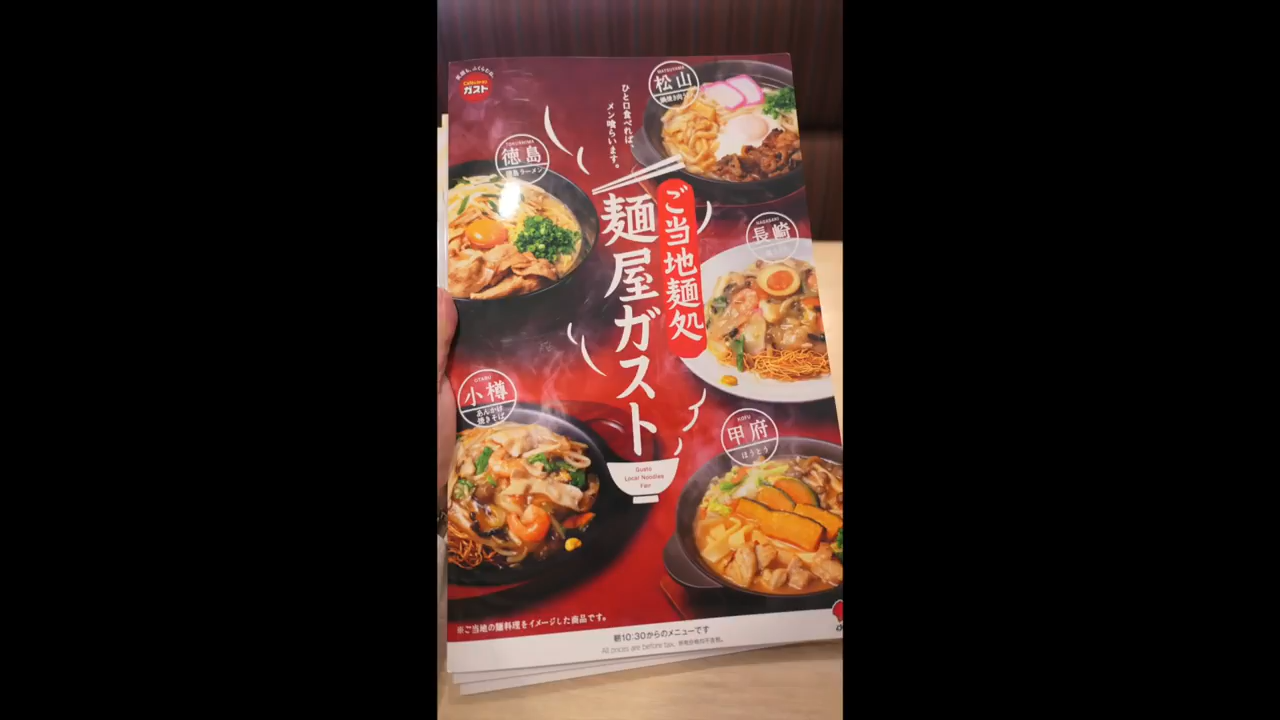 ガスト
ひと口食べれば、
メン喰らいます。
MATSUYAMA
松山
TOKUSHIMA
徳島
徳島ラーメン
ご当地麺処
麺屋ガスト
NAGASAKI
長崎
OTARU
小樽
あんかけ
焼きそば
KOFU
甲府
ほうとう
Gusto
Local Noodles
Fair
※ご当地の麺料理をイメージした商品です。
朝10:30からのメニューです
All prices are before tax.